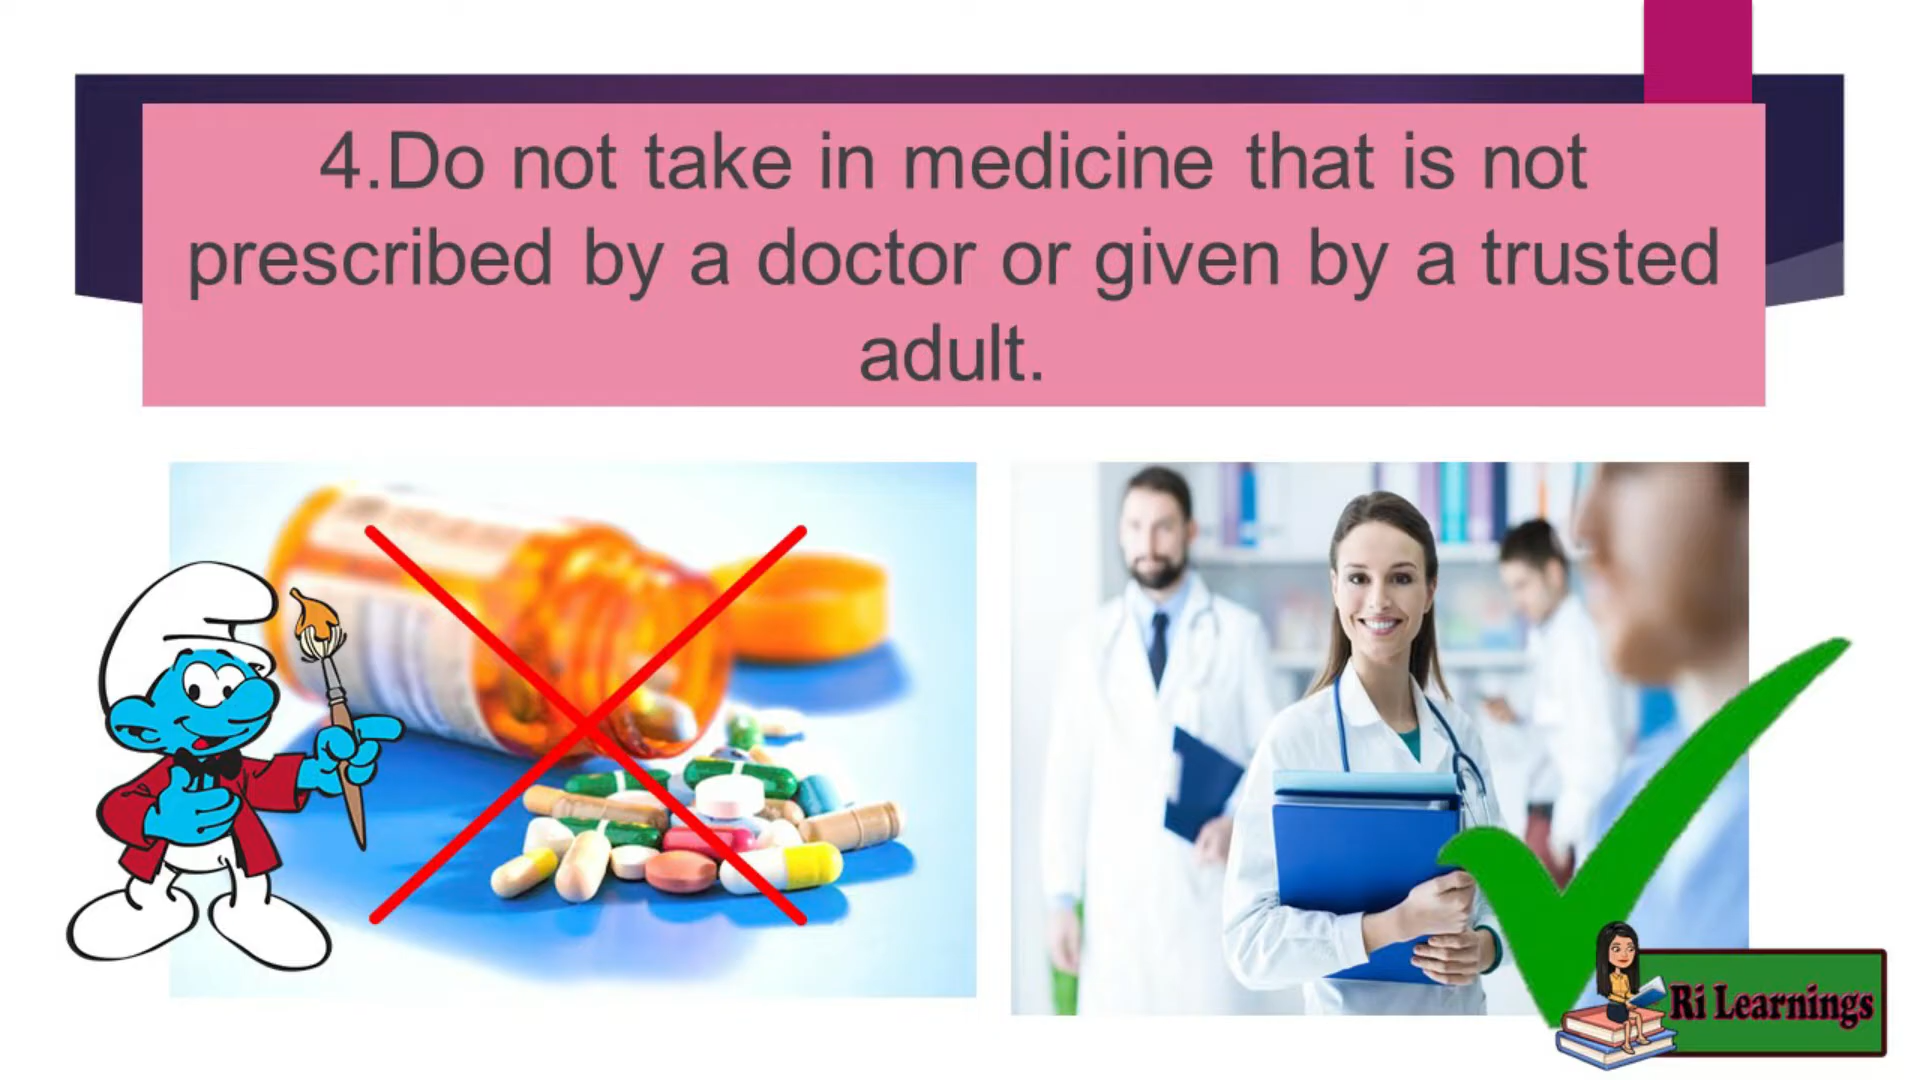 4.Do not take in medicine that is not
prescribed by a doctor or given by a trusted
adult.
Ri Learnings